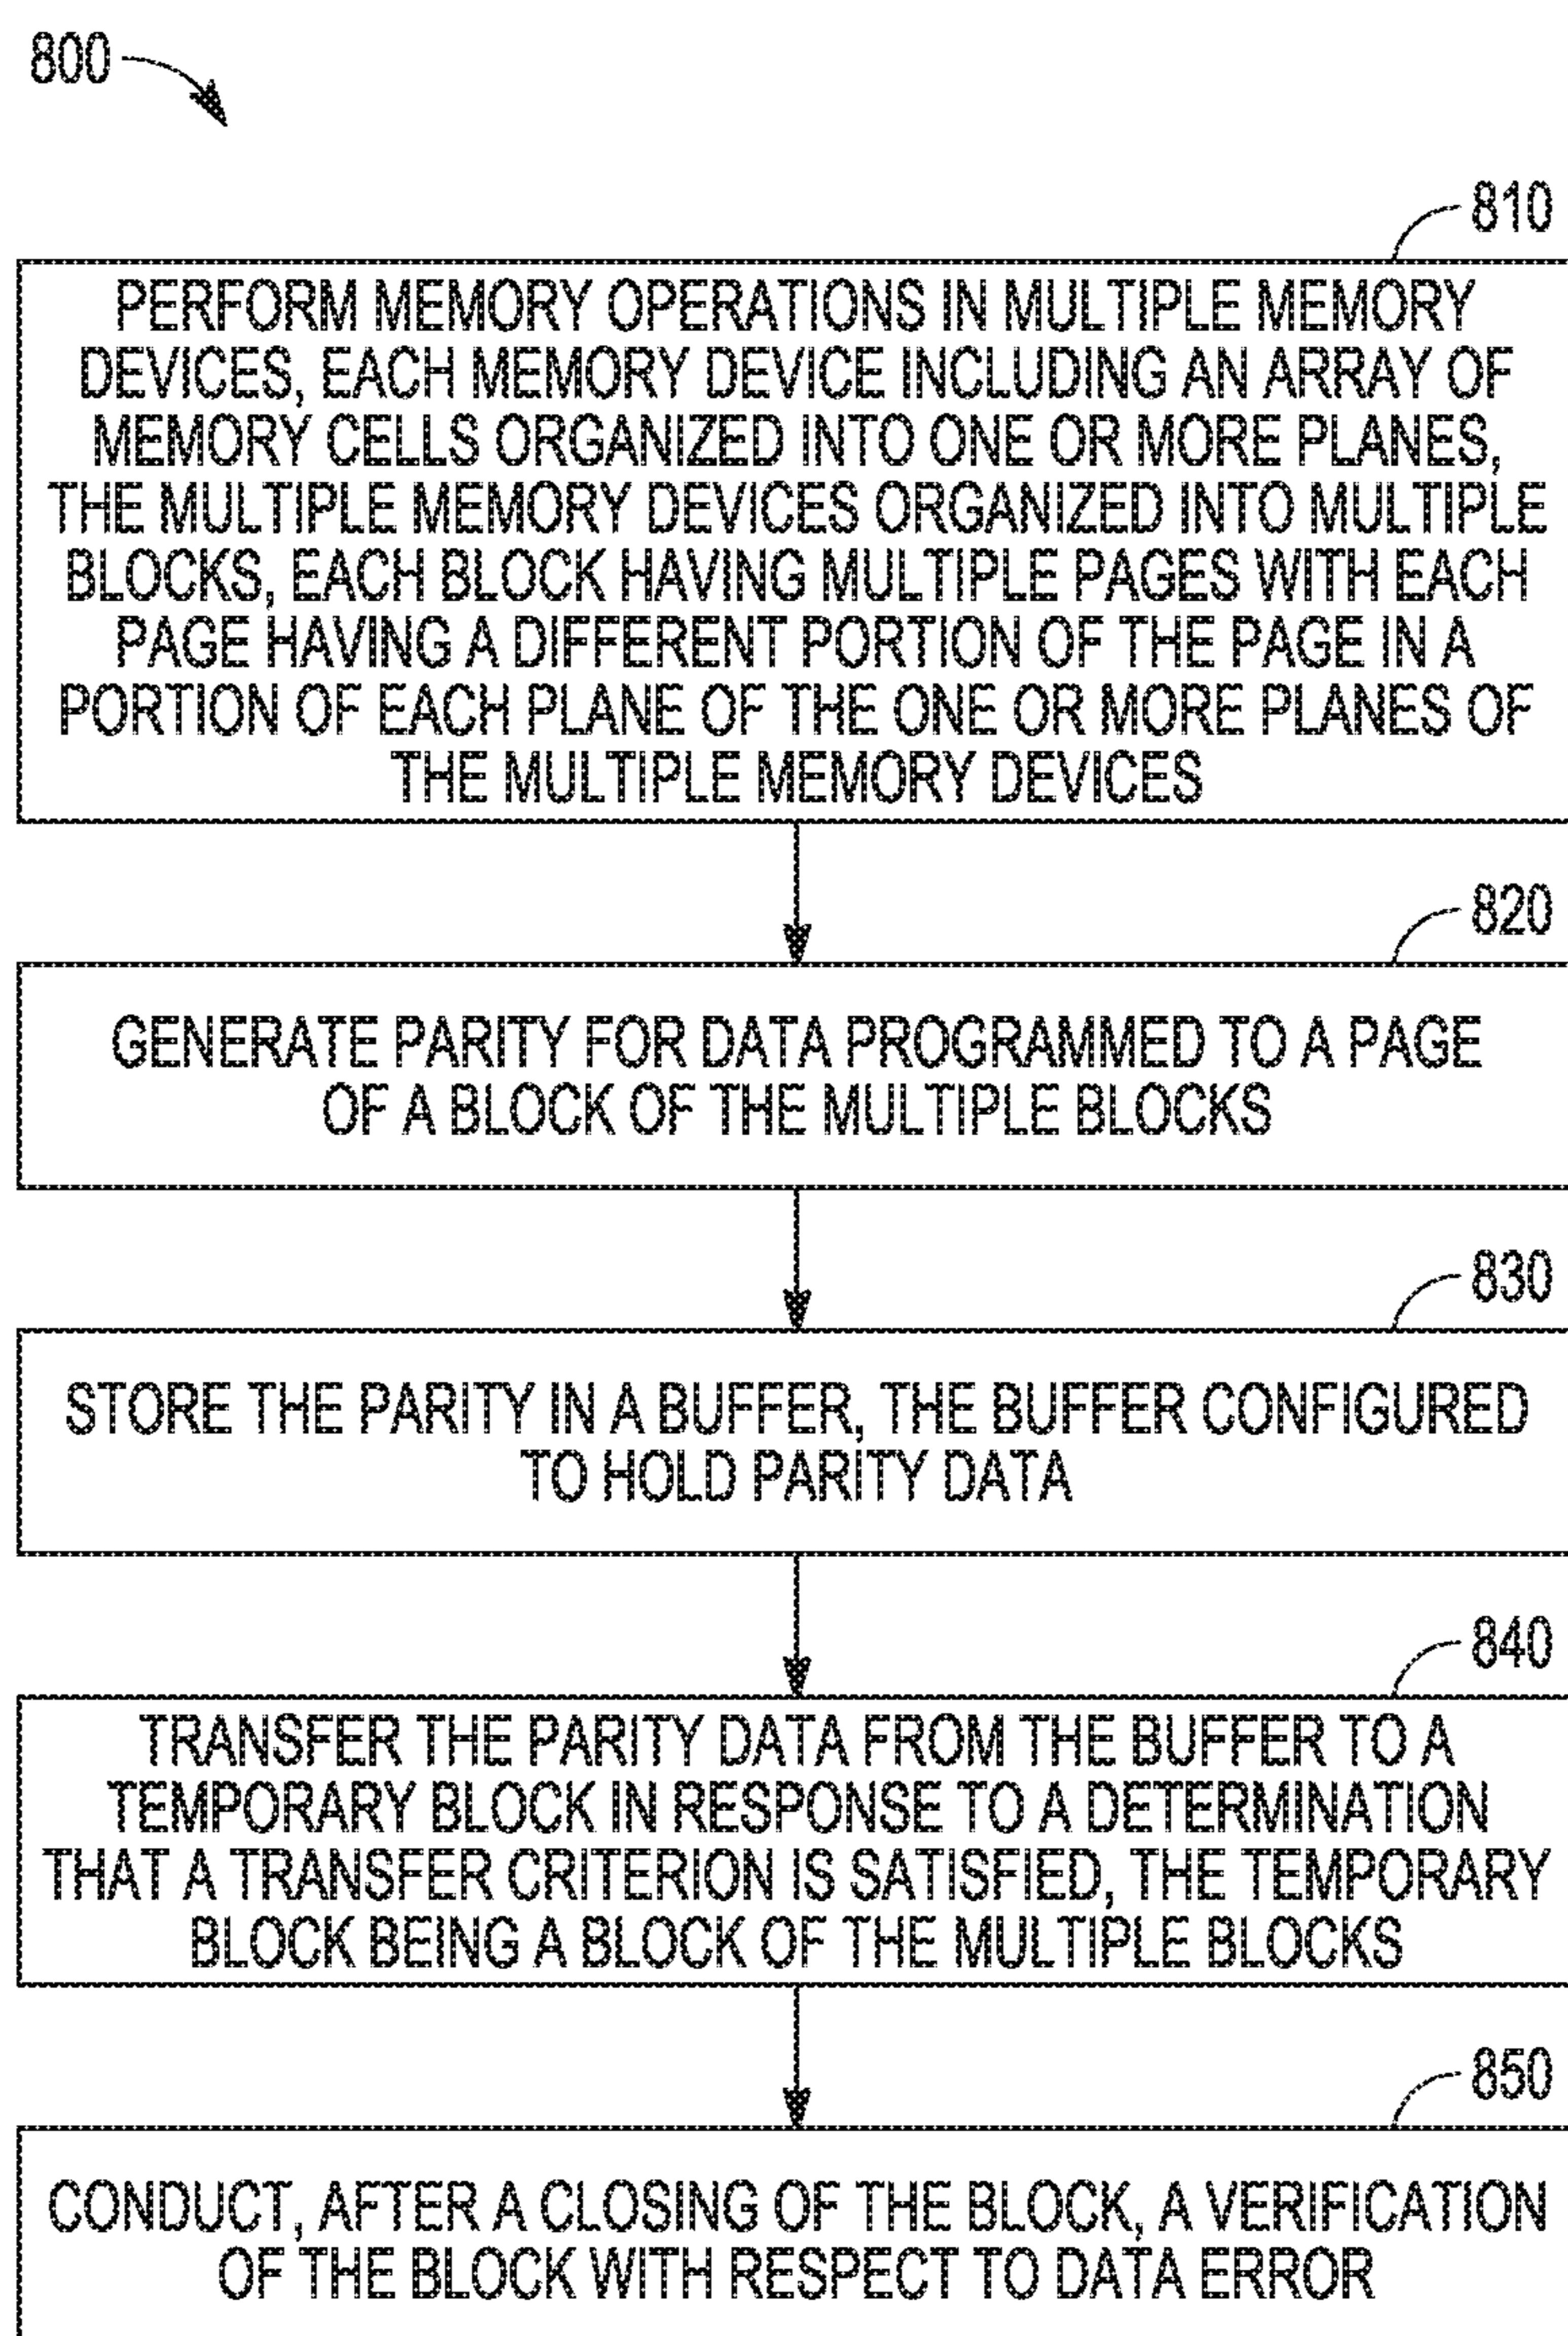 800
810
PERFORM MEMORY OPERATIONS IN MULTIPLE MEMORY
DEVICES, EACH MEMORY DEVICE INCLUDING AN ARRAY OF
MEMORY CELLS ORGANIZED INTO ONE OR MORE PLANES,
THE MULTIPLE MEMORY DEVICES ORGANIZED INTO MULTIPLE
BLOCKS, EACH BLOCK HAVING MULTIPLE PAGES WITH EACH
PAGE HAVING A DIFFERENT PORTION OF THE PAGE IN A
PORTION OF EACH PLANE OF THE ONE OR MORE PLANES OF
THE MULTIPLE MEMORY DEVICES
820
GENERATE PARITY FOR DATA PROGRAMMED TO A PAGE
OF A BLOCK OF THE MULTIPLE BLOCKS
830
STORE THE PARITY IN A BUFFER, THE BUFFER CONFIGURED
TO HOLD PARITY DATA
840
TRANSFER THE PARITY DATA FROM THE BUFFER TO A
TEMPORARY BLOCK IN RESPONSE TO A DETERMINATION
THAT A TRANSFER CRITERION IS SATISFIED, THE TEMPORARY
BLOCK BEING A BLOCK OF THE MULTIPLE BLOCKS
850
CONDUCT, AFTER A CLOSING OF THE BLOCK, A VERIFICATION
OF THE BLOCK WITH RESPECT TO DATA ERROR